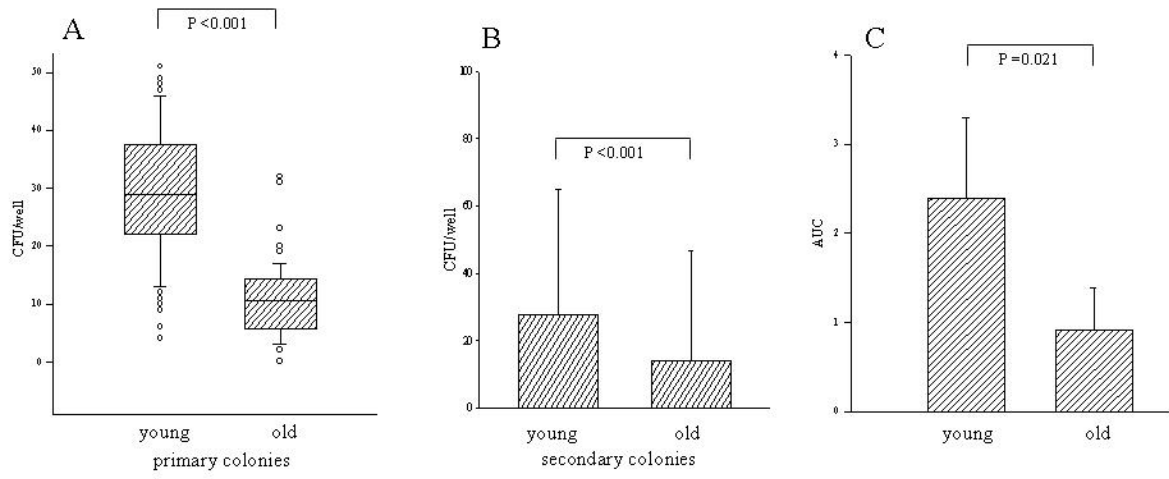 A
P <0.001
50
40
30
20
10
0
CFU/well
young old
primary colonies
B
P <0.001
100
80
60
40
20
0
CFU/well
young old
secondary colonies
C
P =0.021
4
3
2
1
0
AUC
young old